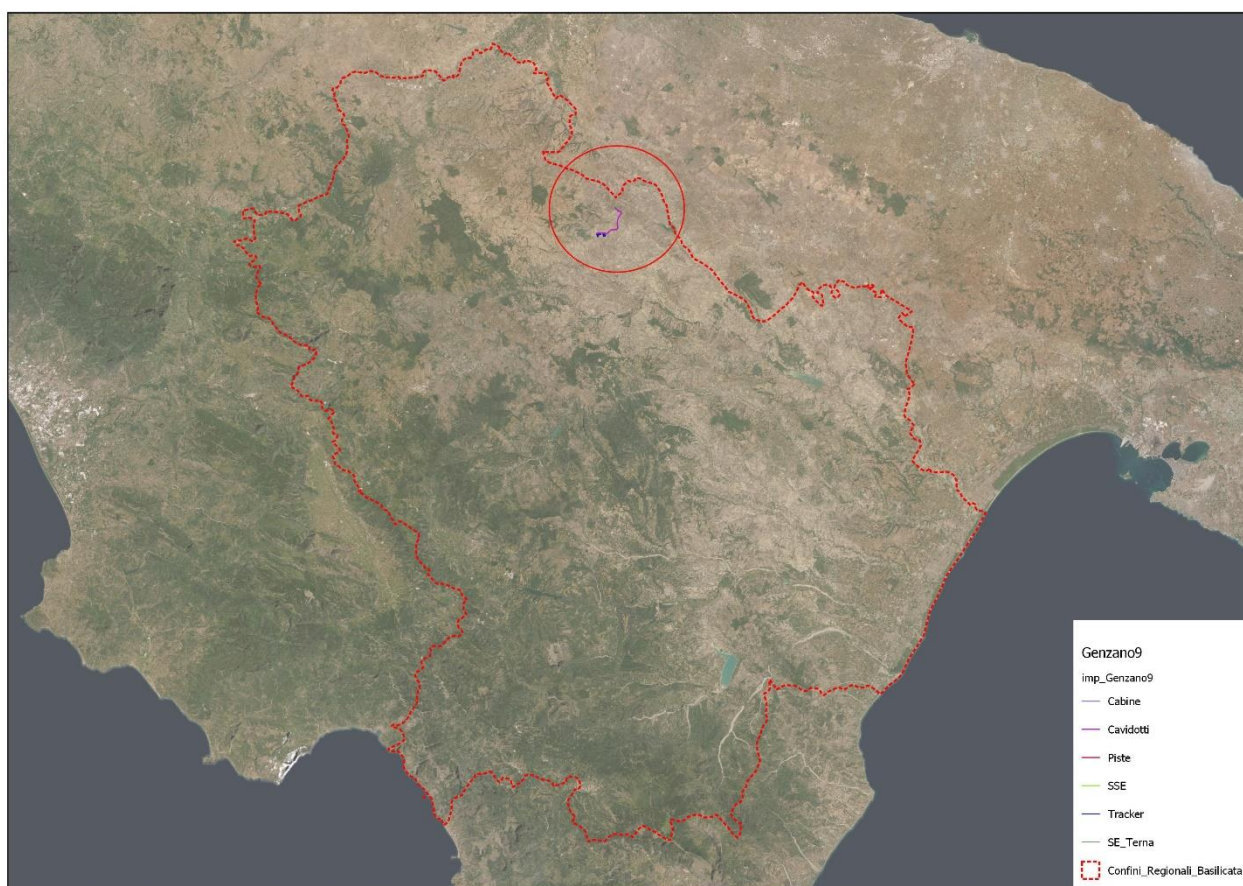 Genzano9
imp_Genzano9
Cabine
Cavidotti
Piste
SSE
Tracker
SE_Terna
Confini_Regionali_Basilicata